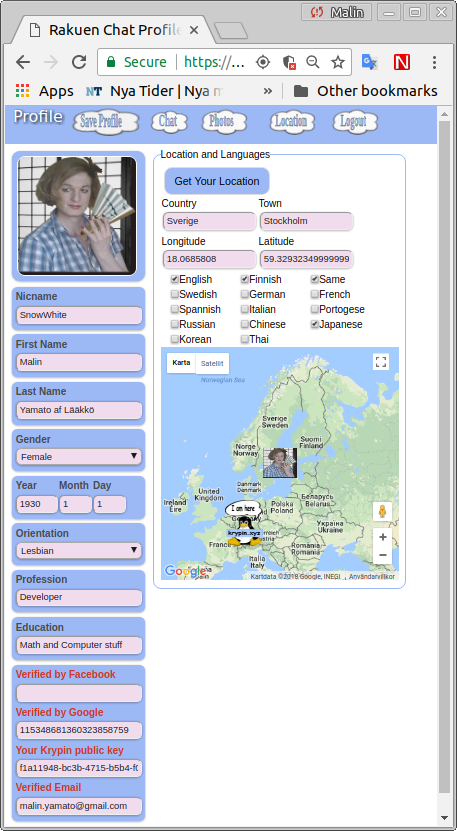 Malin
Rakuen Chat Profile
Secure https://...
Apps Nya Tider | Nya » Other bookmarks
Profile Save Profile Chat Photos Location Logout
Location and Languages
Get Your Location
Country Town
Sverige Stockholm
Longitude Latitude
18.0685808 59.32932349999999
English Finnish Same
Swedish German French
Spannish Italian Portogese
Russian Chinese Japanese
Korean Thai
Karta Satellit
Norwegian Sea
Sverige
Sweden
Norge
Norway
Suomi
Finland
Danmark
Denmark
United
Kingdom
Ireland
Éire
I am here
krypin.xyz
Polska
Poland
Беларусь
Belarus
Україна
Ukraine
France
România
Romania
Italia
Italy
Google
Kartdata ©2018 Google, INEGI Användarvillkor
Nicname
SnowWhite
First Name
Malin
Last Name
Yamato af Lääkkö
Gender
Female
Year Month Day
1930 1 1
Orientation
Lesbian
Profession
Developer
Education
Math and Computer stuff
Verified by Facebook
Verified by Google
115348681360323858759
Your Krypin public key
f1a11948-bc3b-4715-b5b4-f0
Verified Email
malin.yamato@gmail.com